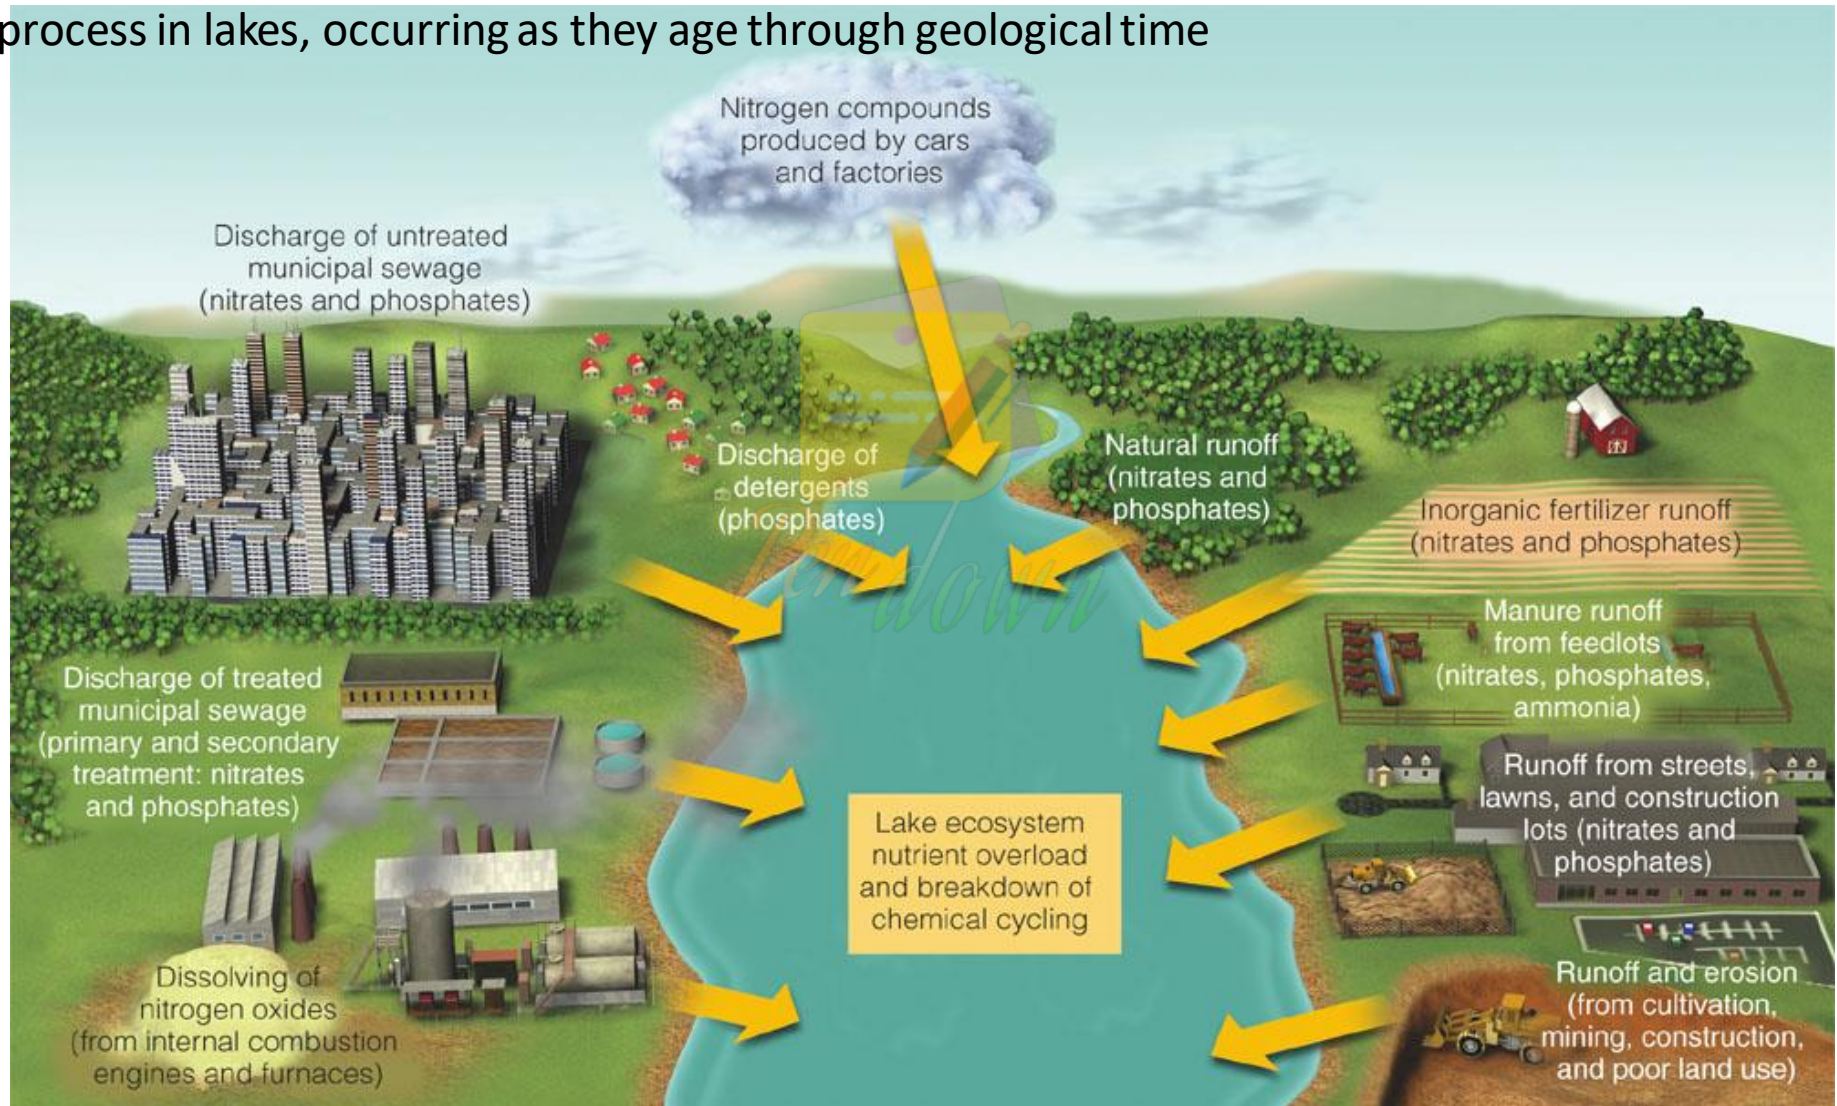 process in lakes, occurring as they age through geological time
Nitrogen compounds
produced by cars
and factories
Discharge of untreated
municipal sewage
(nitrates and phosphates)
Discharge of
detergents
(phosphates)
Natural runoff
(nitrates and
phosphates)
Inorganic fertilizer runoff
(nitrates and phosphates)
Pen
down
Manure runoff
from feedlots
(nitrates, phosphates,
ammonia)
Discharge of treated
municipal sewage
(primary and secondary
treatment: nitrates
and phosphates)
Runoff from streets,
lawns, and construction
lots (nitrates and
phosphates)
Lake ecosystem
nutrient overload
and breakdown of
chemical cycling
Dissolving of
nitrogen oxides
(from internal combustion
engines and furnaces)
Runoff and erosion
(from cultivation,
mining, construction,
and poor land use)